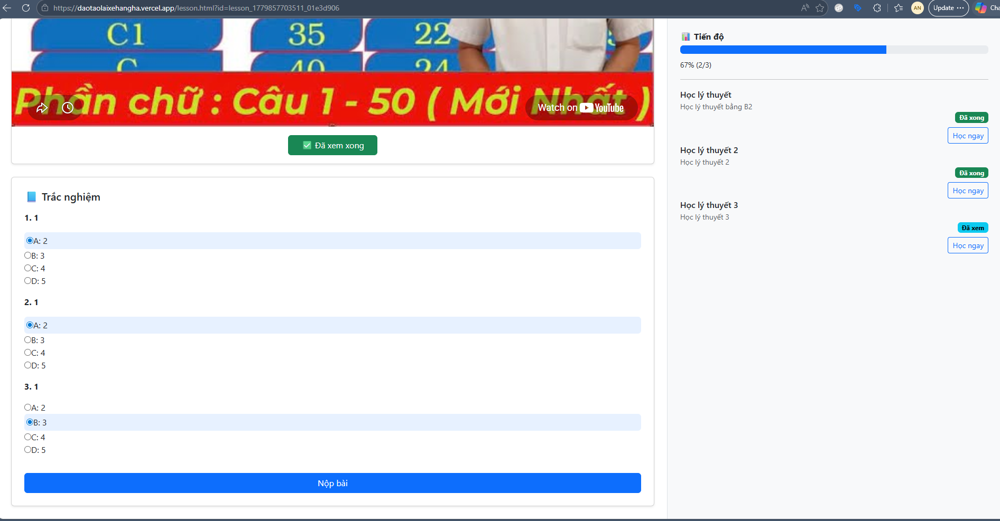 https://daotaolaixehangha.vercel.app/lesson.html?id=lesson_1779857703511_01e3d906
AN
Update
Cha
C1 35 22
C 40 24
Phần chữ : Câu 1 - 50 ( Mới Nhất )
Watch on YouTube
Đã xem xong
Trắc nghiệm
1. 1
A: 2
B: 3
C: 4
D: 5
2. 1
A: 2
B: 3
C: 4
D: 5
3. 1
A: 2
B: 3
C: 4
D: 5
Nộp bài
Tiến độ
67% (2/3)
Học lý thuyết
Học lý thuyết bằng B2
Đã xong
Học ngay
Học lý thuyết 2
Học lý thuyết 2
Đã xong
Học ngay
Học lý thuyết 3
Học lý thuyết 3
Đã xem
Học ngay